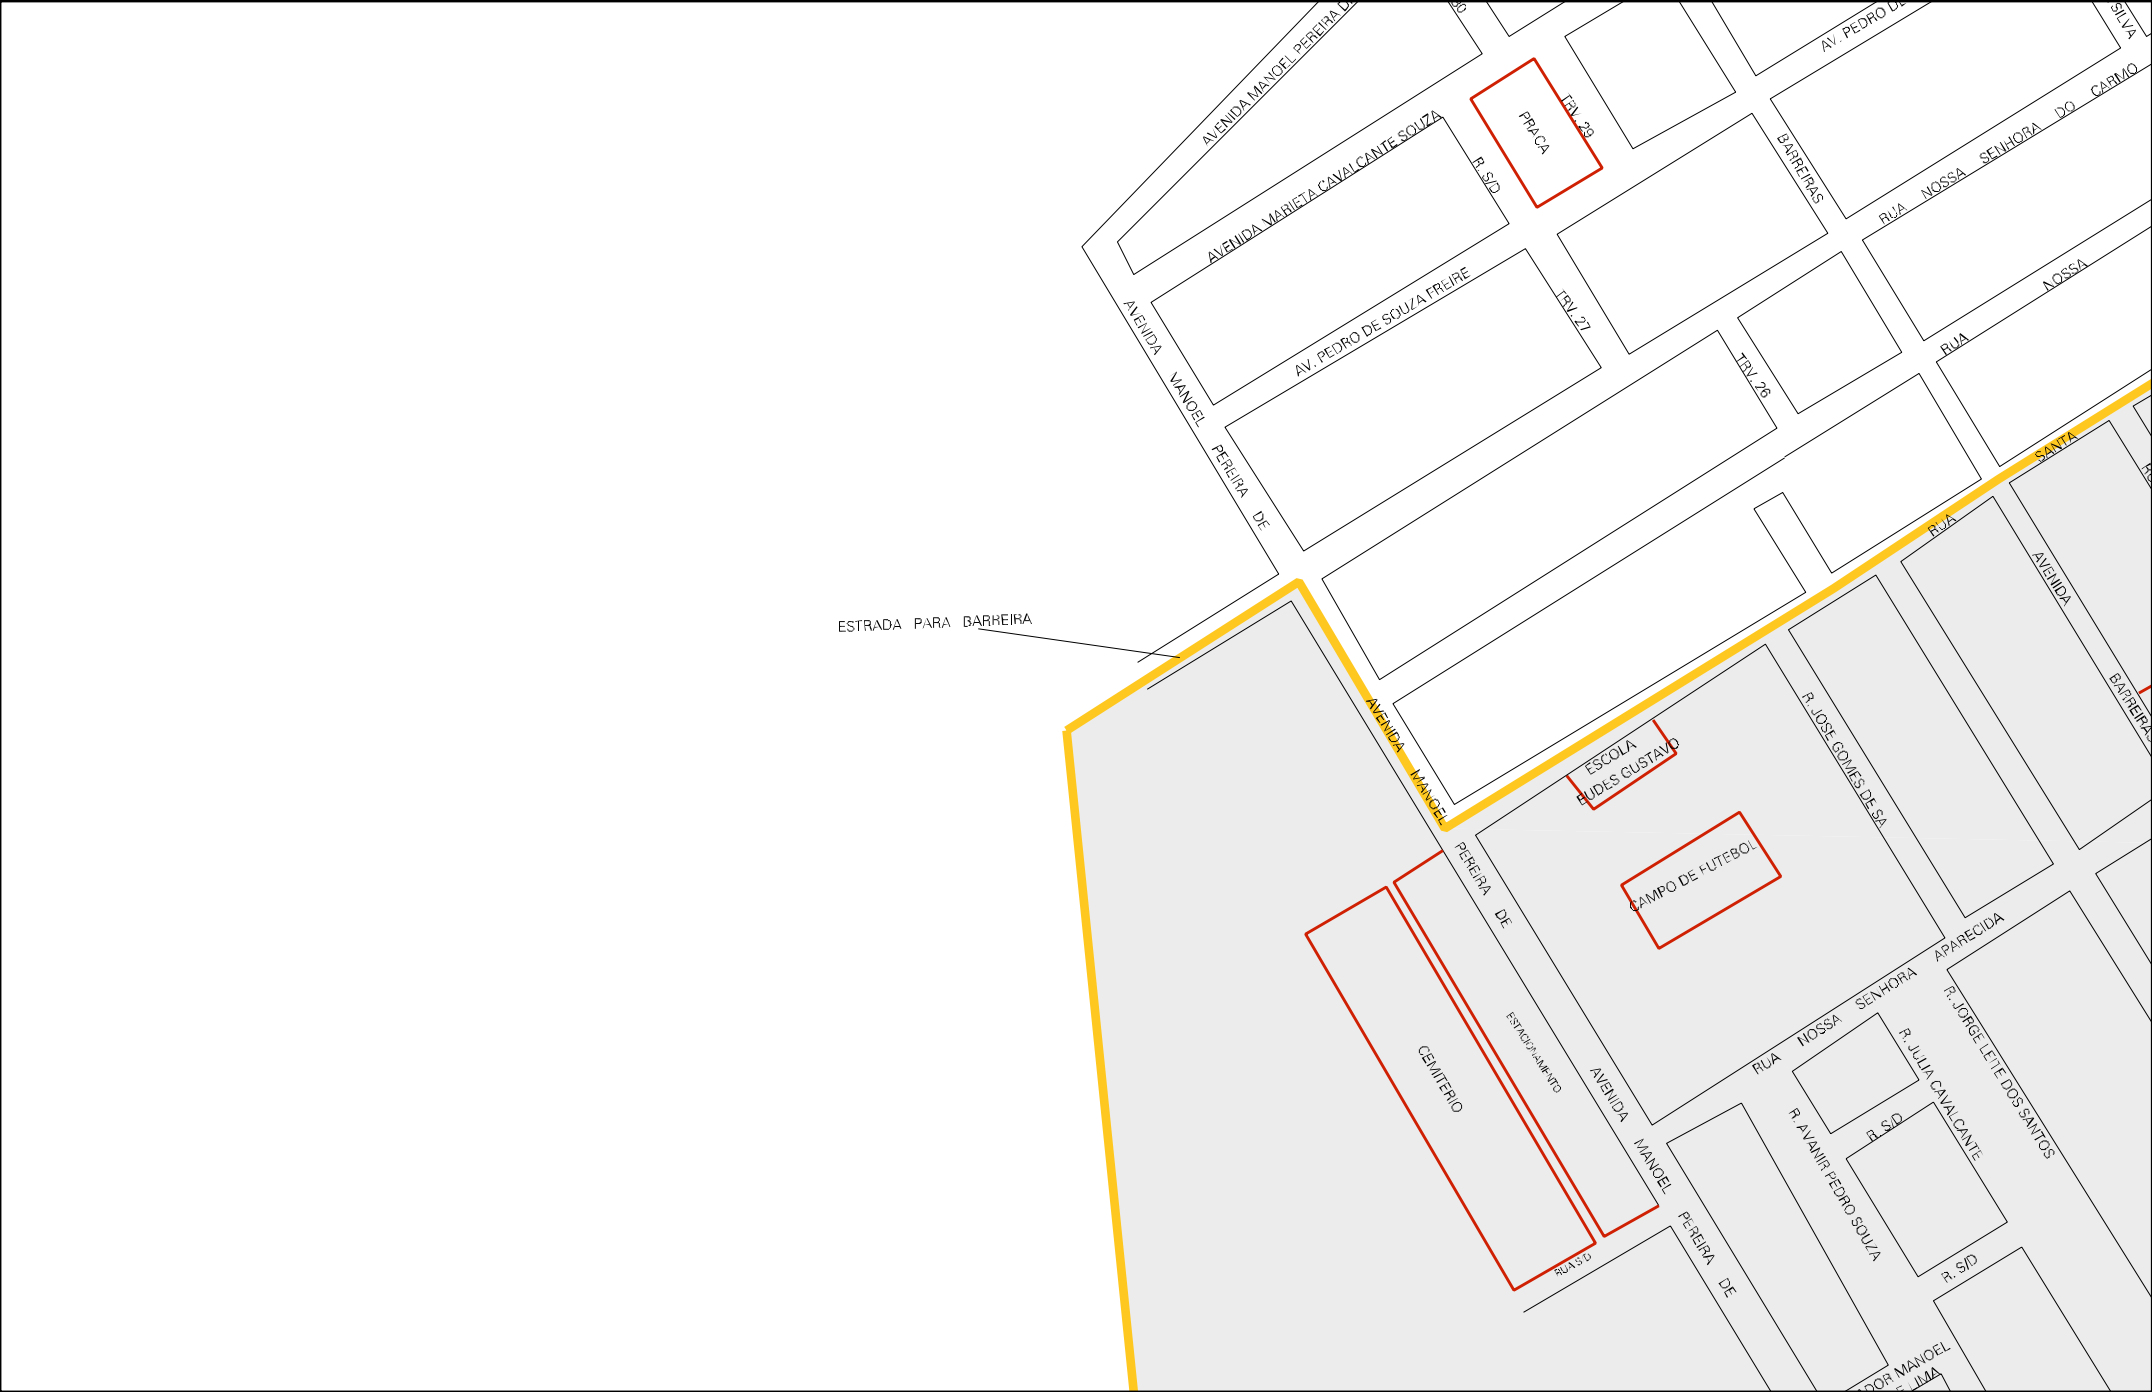 AVENIDA MANOEL PEREIRA
30
AV. PEDRO DE
SILVA
PRACA
TRV. 29
AVENIDA MARIETA CAVALCANTE SOUZA
R. S/D
BARREIRAS
RUA NOSSA SENHORA DO CARMO
AVENIDA MANOEL PEREIRA DE
AV. PEDRO DE SOUZA FREIRE
TRV. 27
TRV. 26
RUA NOSSA
RUA SANTA
ESTRADA PARA BARREIRA
AVENIDA BARREIRAS
AVENIDA MANOEL PEREIRA DE
ESCOLA
EUDES GUSTAVO
R. JOSE GOMES DE SA
CAMPO DE FUTEBOL
RUA NOSSA SENHORA APARECIDA
CEMITERIO
ESTACIONAMENTO
AVENIDA MANOEL PEREIRA DE
R. JORGE LEITE DOS SANTOS
R. JULIA CAVALCANTE
R. S/D
R. AVANIR PEDRO SOUZA
RUA S/D
R. S/D
ADOR MANOEL
E LIMA